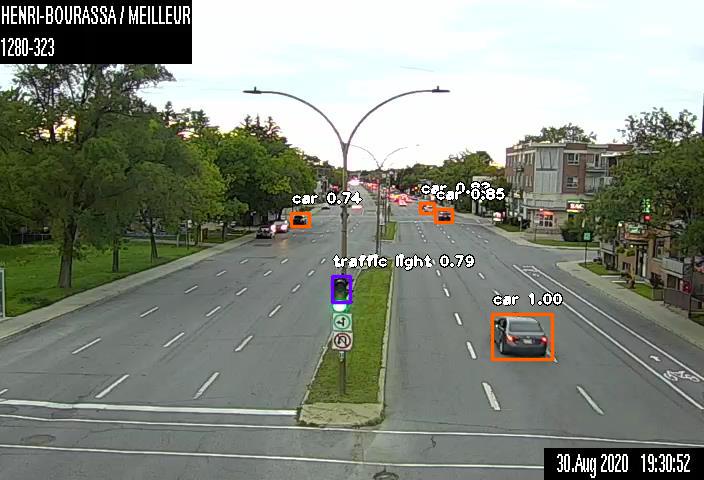 HENRI-BOURASSA / MEILLEUR
1280-323
car 0.74
car 0.85
traffic light 0.79
car 1.00
30.Aug 2020 19:30:52